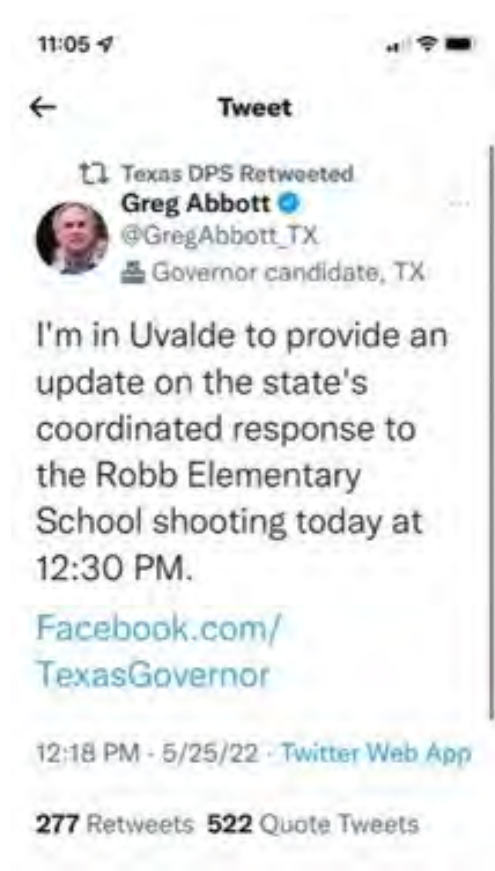 11:05
Tweet
Texas DPS Retweeted
Greg Abbott
@GregAbbott_TX
Governor candidate, TX
I'm in Uvalde to provide an
update on the state's
coordinated response to
the Robb Elementary
School shooting today at
12:30 PM.
Facebook.com/
TexasGovernor
12:18 PM · 5/25/22 · Twitter Web App
277 Retweets 522 Quote Tweets